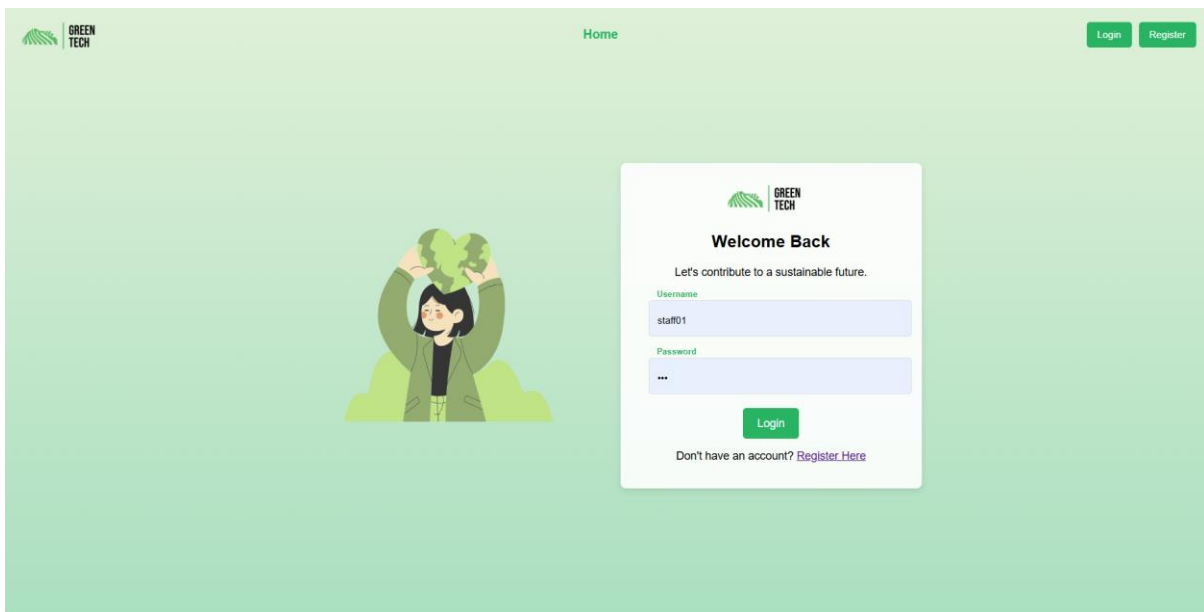 GREEN
TECH
Home
Login
Register
GREEN
TECH
Welcome Back
Let's contribute to a sustainable future.
Username
staff01
Password
•••
Login
Don't have an account? Register Here